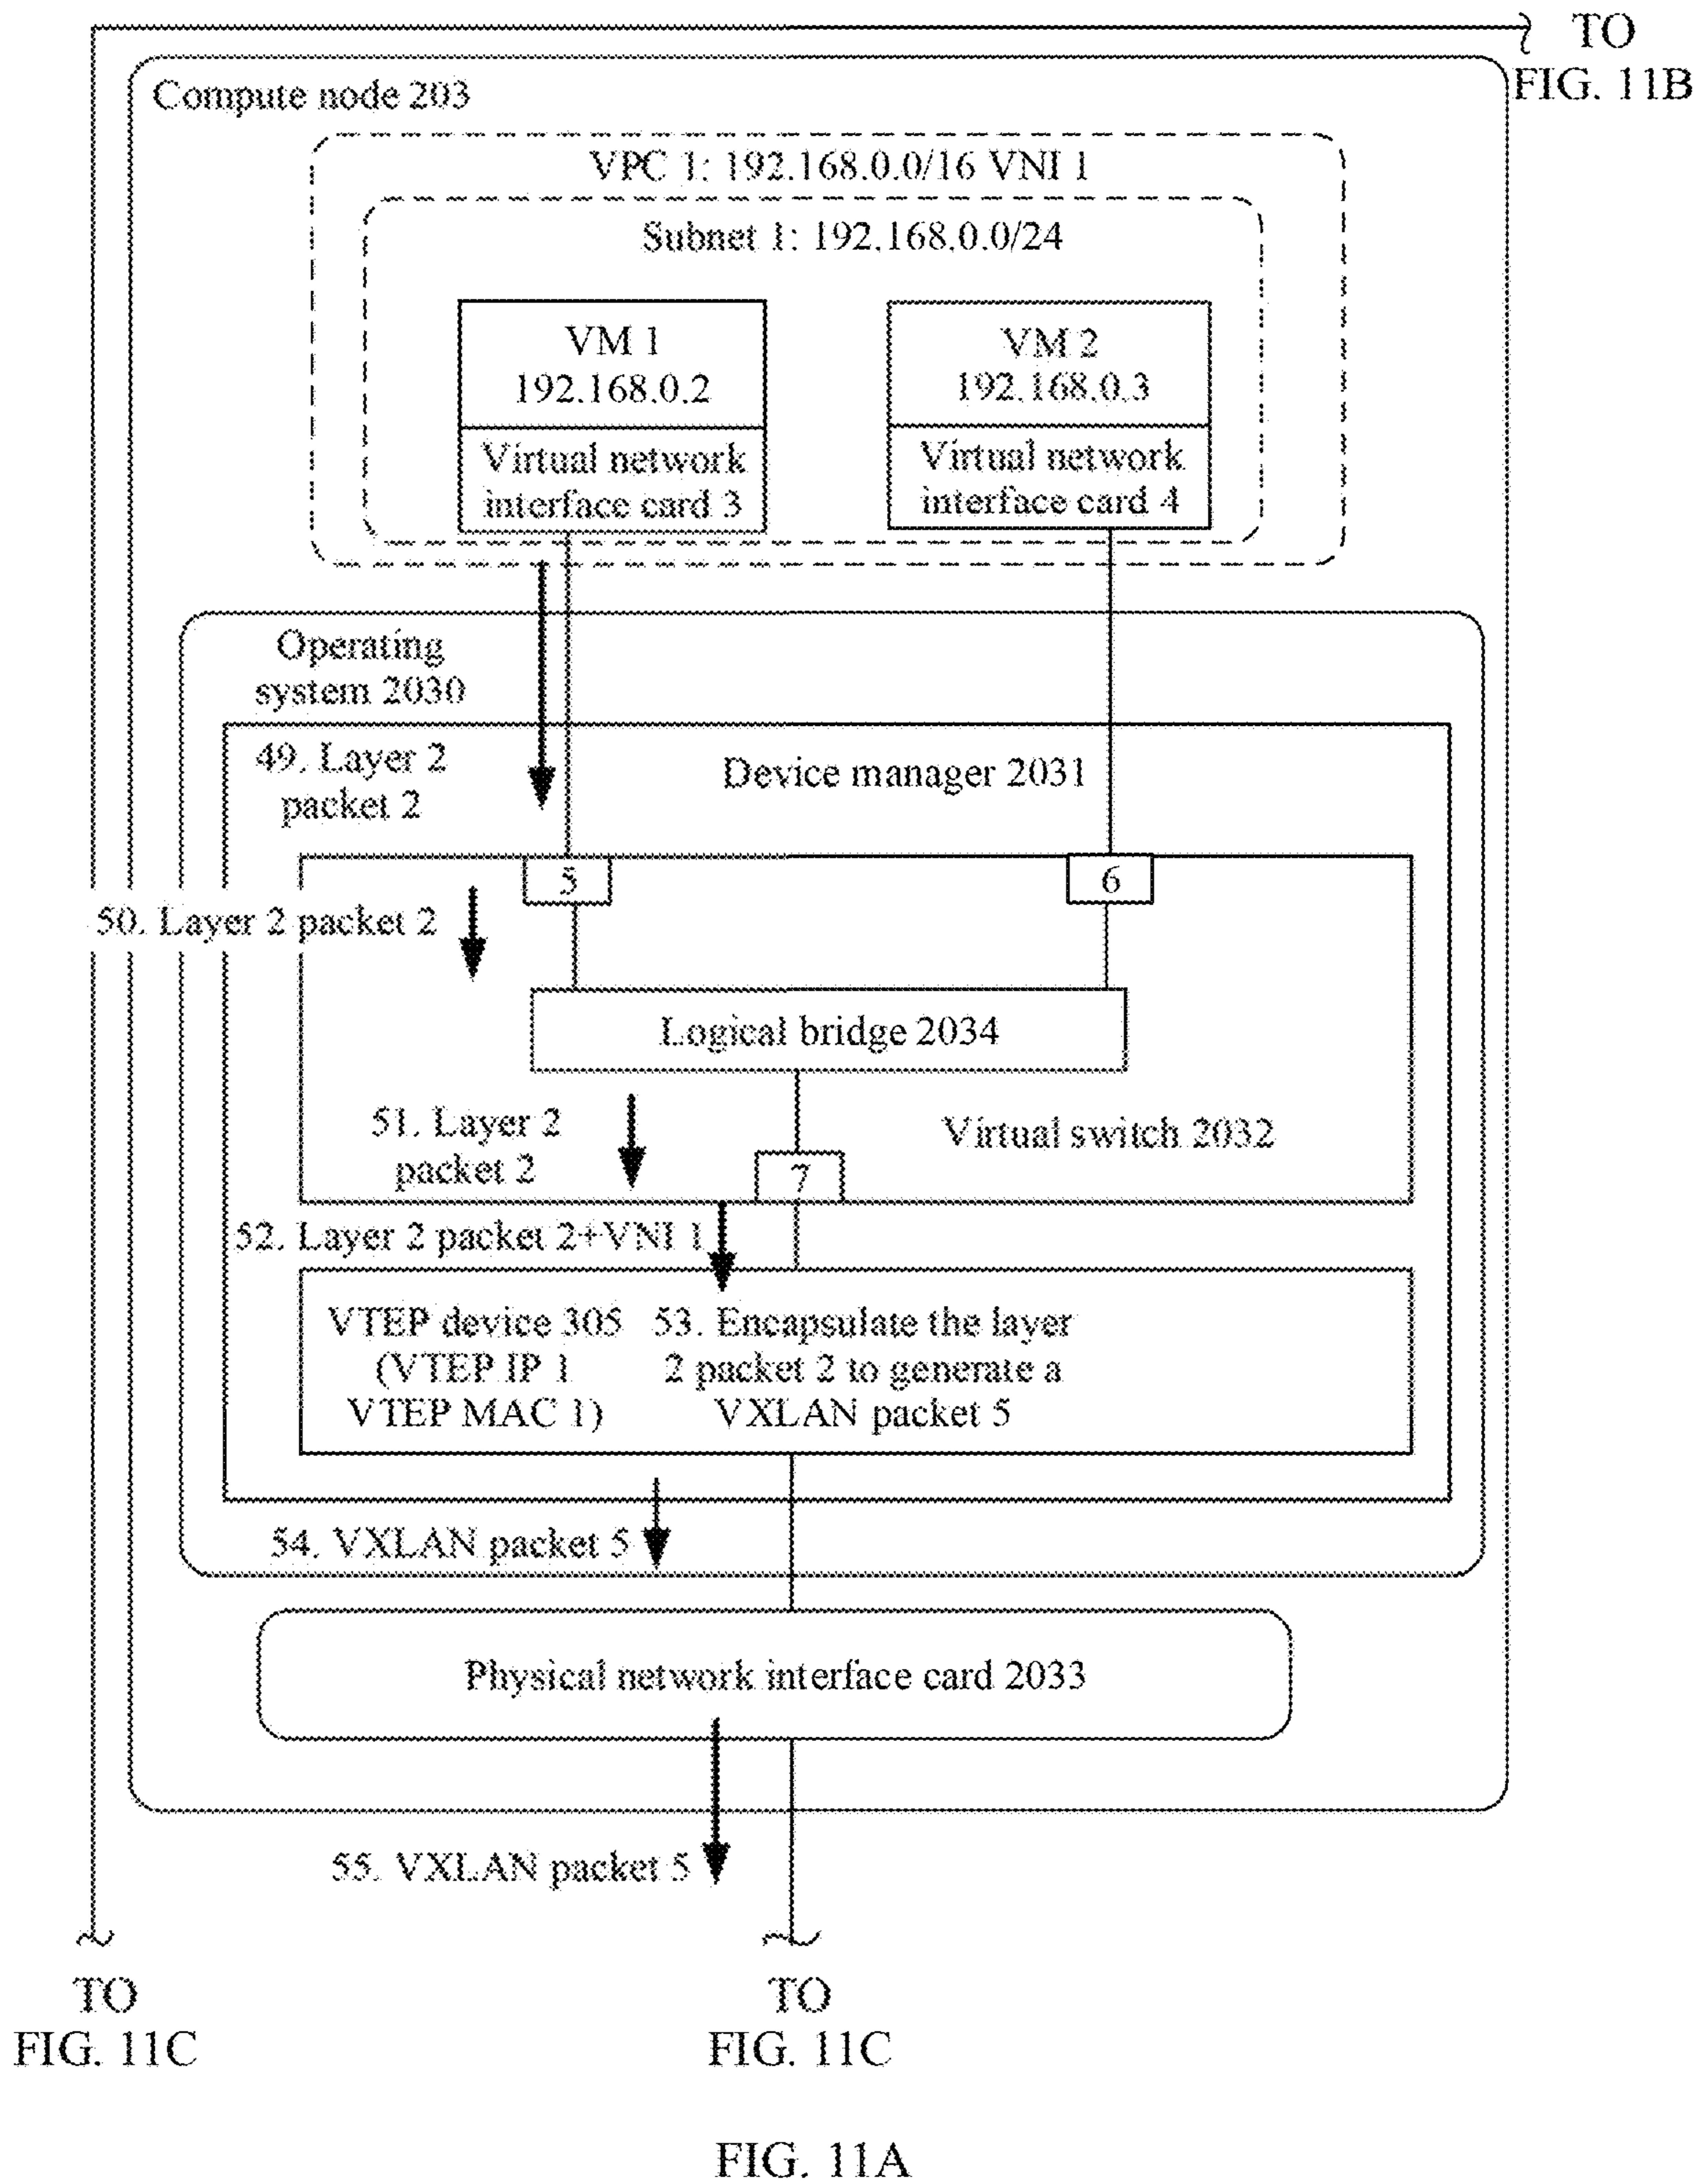 TO
FIG. 11B
Compute node 203
VPC 1: 192.168.0.0/16 VNI 1
Subnet 1: 192.168.0.0/24
VM 1
192.168.0.2
Virtual network
interface card 3
VM 2
192.168.0.3
Virtual network
interface card 4
Operating
system 2030
49. Layer 2
packet 2
Device manager 2031
5
6
50. Layer 2 packet 2
Logical bridge 2034
51. Layer 2
packet 2
Virtual switch 2032
7
52. Layer 2 packet 2+VNI 1
VTEP device 305
(VTEP IP 1
VTEP MAC 1)
53. Encapsulate the layer
2 packet 2 to generate a
VXLAN packet 5
54. VXLAN packet 5
Physical network interface card 2033
55. VXLAN packet 5
TO
FIG. 11C
TO
FIG. 11C
FIG. 11A